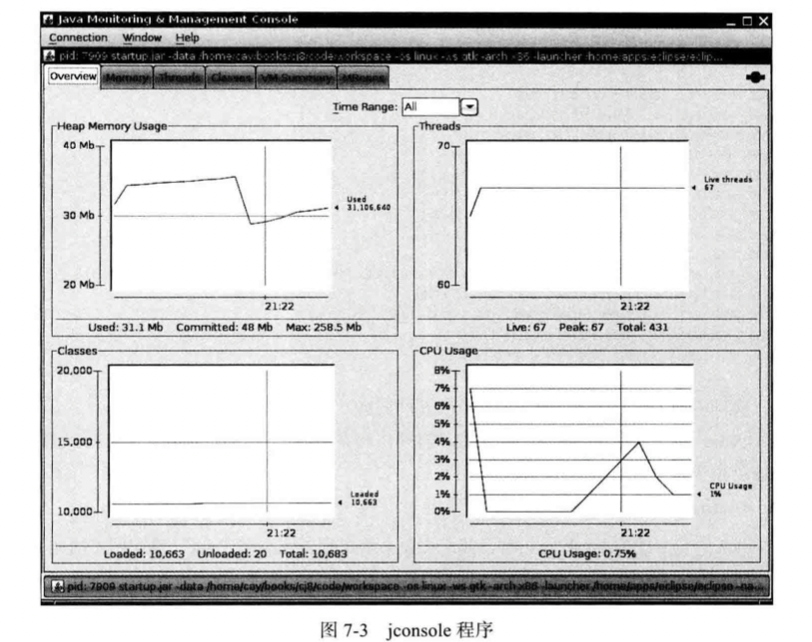 Java Monitoring & Management Console
Connection Window Help
pid: 7909 startup.jar -data /home/cay/books/cj8/code/workspace -os linux -ws gtk -arch x86 -launcher /home/apps/eclipse/eclip...
Overview Memory Threads Classes VM Summary MBeans
Time Range: All
Heap Memory Usage
40 Mb
30 Mb
20 Mb
Used
31,106,640
21:22
Used: 31.1 Mb Committed: 48 Mb Max: 258.5 Mb
Threads
70
60
Live threads
67
21:22
Live: 67 Peak: 67 Total: 431
Classes
20,000
15,000
10,000
Loaded
10,663
21:22
Loaded: 10,663 Unloaded: 20 Total: 10,683
CPU Usage
8%
7%
6%
5%
4%
3%
2%
1%
0%
CPU Usage
1%
21:22
CPU Usage: 0.75%
pid: 7909 startup.jar -data /home/cay/books/cj8/code/workspace -os linux -ws gtk -arch x86 -launcher /home/apps/eclipse/eclipse -na...
图 7-3 jconsole 程序